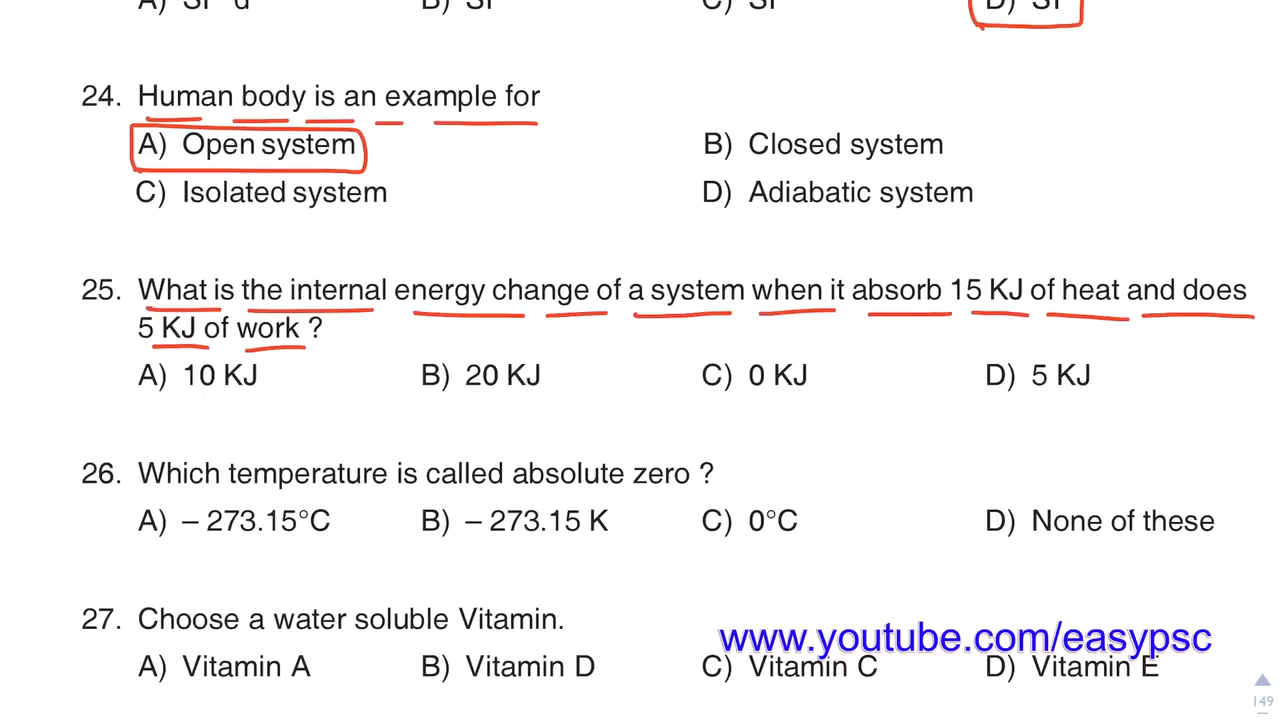 24. Human body is an example for
A) Open system B) Closed system
C) Isolated system D) Adiabatic system
25. What is the internal energy change of a system when it absorb 15 KJ of heat and does
5 KJ of work ?
A) 10 KJ B) 20 KJ C) 0 KJ D) 5 KJ
26. Which temperature is called absolute zero ?
A) – 273.15°C B) – 273.15 K C) 0°C D) None of these
27. Choose a water soluble Vitamin.
www.youtube.com/easypsc
A) Vitamin A B) Vitamin D C) Vitamin C D) Vitamin E
149